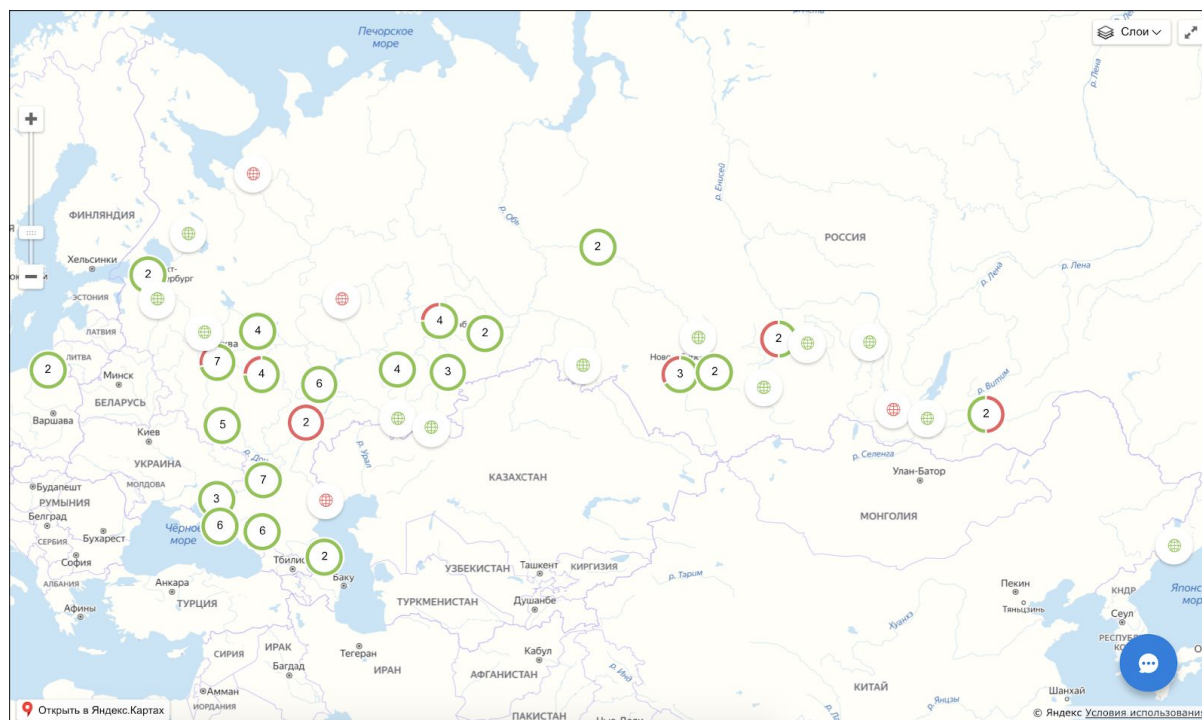 Печорское
море
Слои
р. Лена
р. Енисей
р. Обь
ФИНЛЯНДИЯ
РОССИЯ
Хельсинки
2
2
р. Лена
р. Лена
ЭСТОНИЯ
ЛАТВИЯ
4
4
2
2
ЛИТВА
7
4
2
Минск
6
4
3
3
2
р. Витим
БЕЛАРУСЬ
Варшава
5
2
2
Киев
р. Урал
р. Селенга
УКРАИНА
Улан-Батор
7
КАЗАХСТАН
Будапешт
МОЛДОВА
РУМЫНИЯ
3
Белград
МОНГОЛИЯ
6
6
Чёрное
море
СЕРБИЯ
Бухарест
София
2
УЗБЕКИСТАН
Ташкент
КИРГИЗИЯ
р. Тарим
Баку
АЛБАНИЯ
Анкара
Пекин
КНДР
ТУРЦИЯ
ТУРКМЕНИСТАН
Душанбе
Тяньцзинь
Афины
Сеул
Хуанхэ
СИРИЯ
ИРАК
Тегеран
Кабул
Багдад
ИРАН
АФГАНИСТАН
р. Инд
Амман
КИТАЙ
Шанхай
ИОРДАНИЯ
Янцзы
Открыть в Яндекс.Картах
ПАКИСТАН
© Яндекс Условия использования